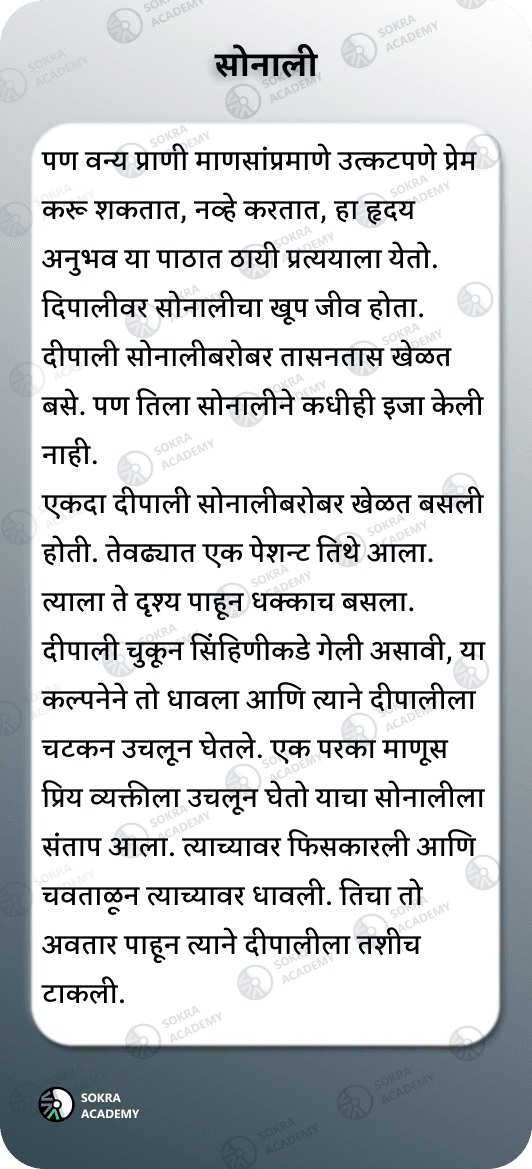 सोनाली
पण वन्य प्राणी माणसांप्रमाणे उत्कटपणे प्रेम
करू शकतात, नव्हे करतात, हा हृदय
अनुभव या पाठात ठायी प्रत्ययाला येतो.
दिपालीवर सोनालीचा खूप जीव होता.
दीपाली सोनालीबरोबर तासनतास खेळत
बसे. पण तिला सोनालीने कधीही इजा केली
नाही.
एकदा दीपाली सोनालीबरोबर खेळत बसली
होती. तेवढ्यात एक पेशन्ट तिथे आला.
त्याला ते दृश्य पाहून धक्काच बसला.
दीपाली चुकून सिंहिणीकडे गेली असावी, या
कल्पनेने तो धावला आणि त्याने दीपालीला
चटकन उचलून घेतले. एक परका माणूस
प्रिय व्यक्तीला उचलून घेतो याचा सोनालीला
संताप आला. त्याच्यावर फिसकारली आणि
चवताळून त्याच्यावर धावली. तिचा तो
अवतार पाहून त्याने दीपालीला तशीच
टाकली.
SOKRA
ACADEMY